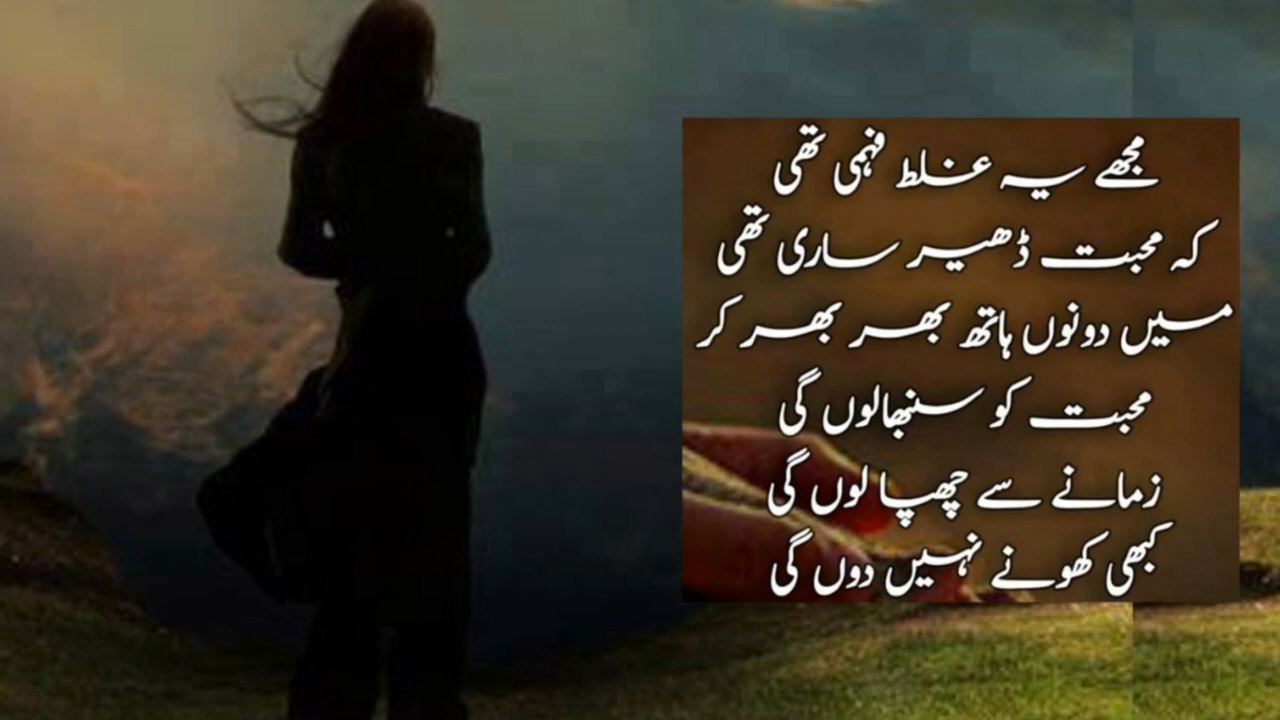 مجھے یہ غلط فہمی تھی
کہ محبت ڈھیر ساری تھی
میں دونوں ہاتھ بھر بھر کر
محبت کو سنبھالوں گی
زمانے سے چھپا لوں گی
کبھی کھونے نہیں دوں گی